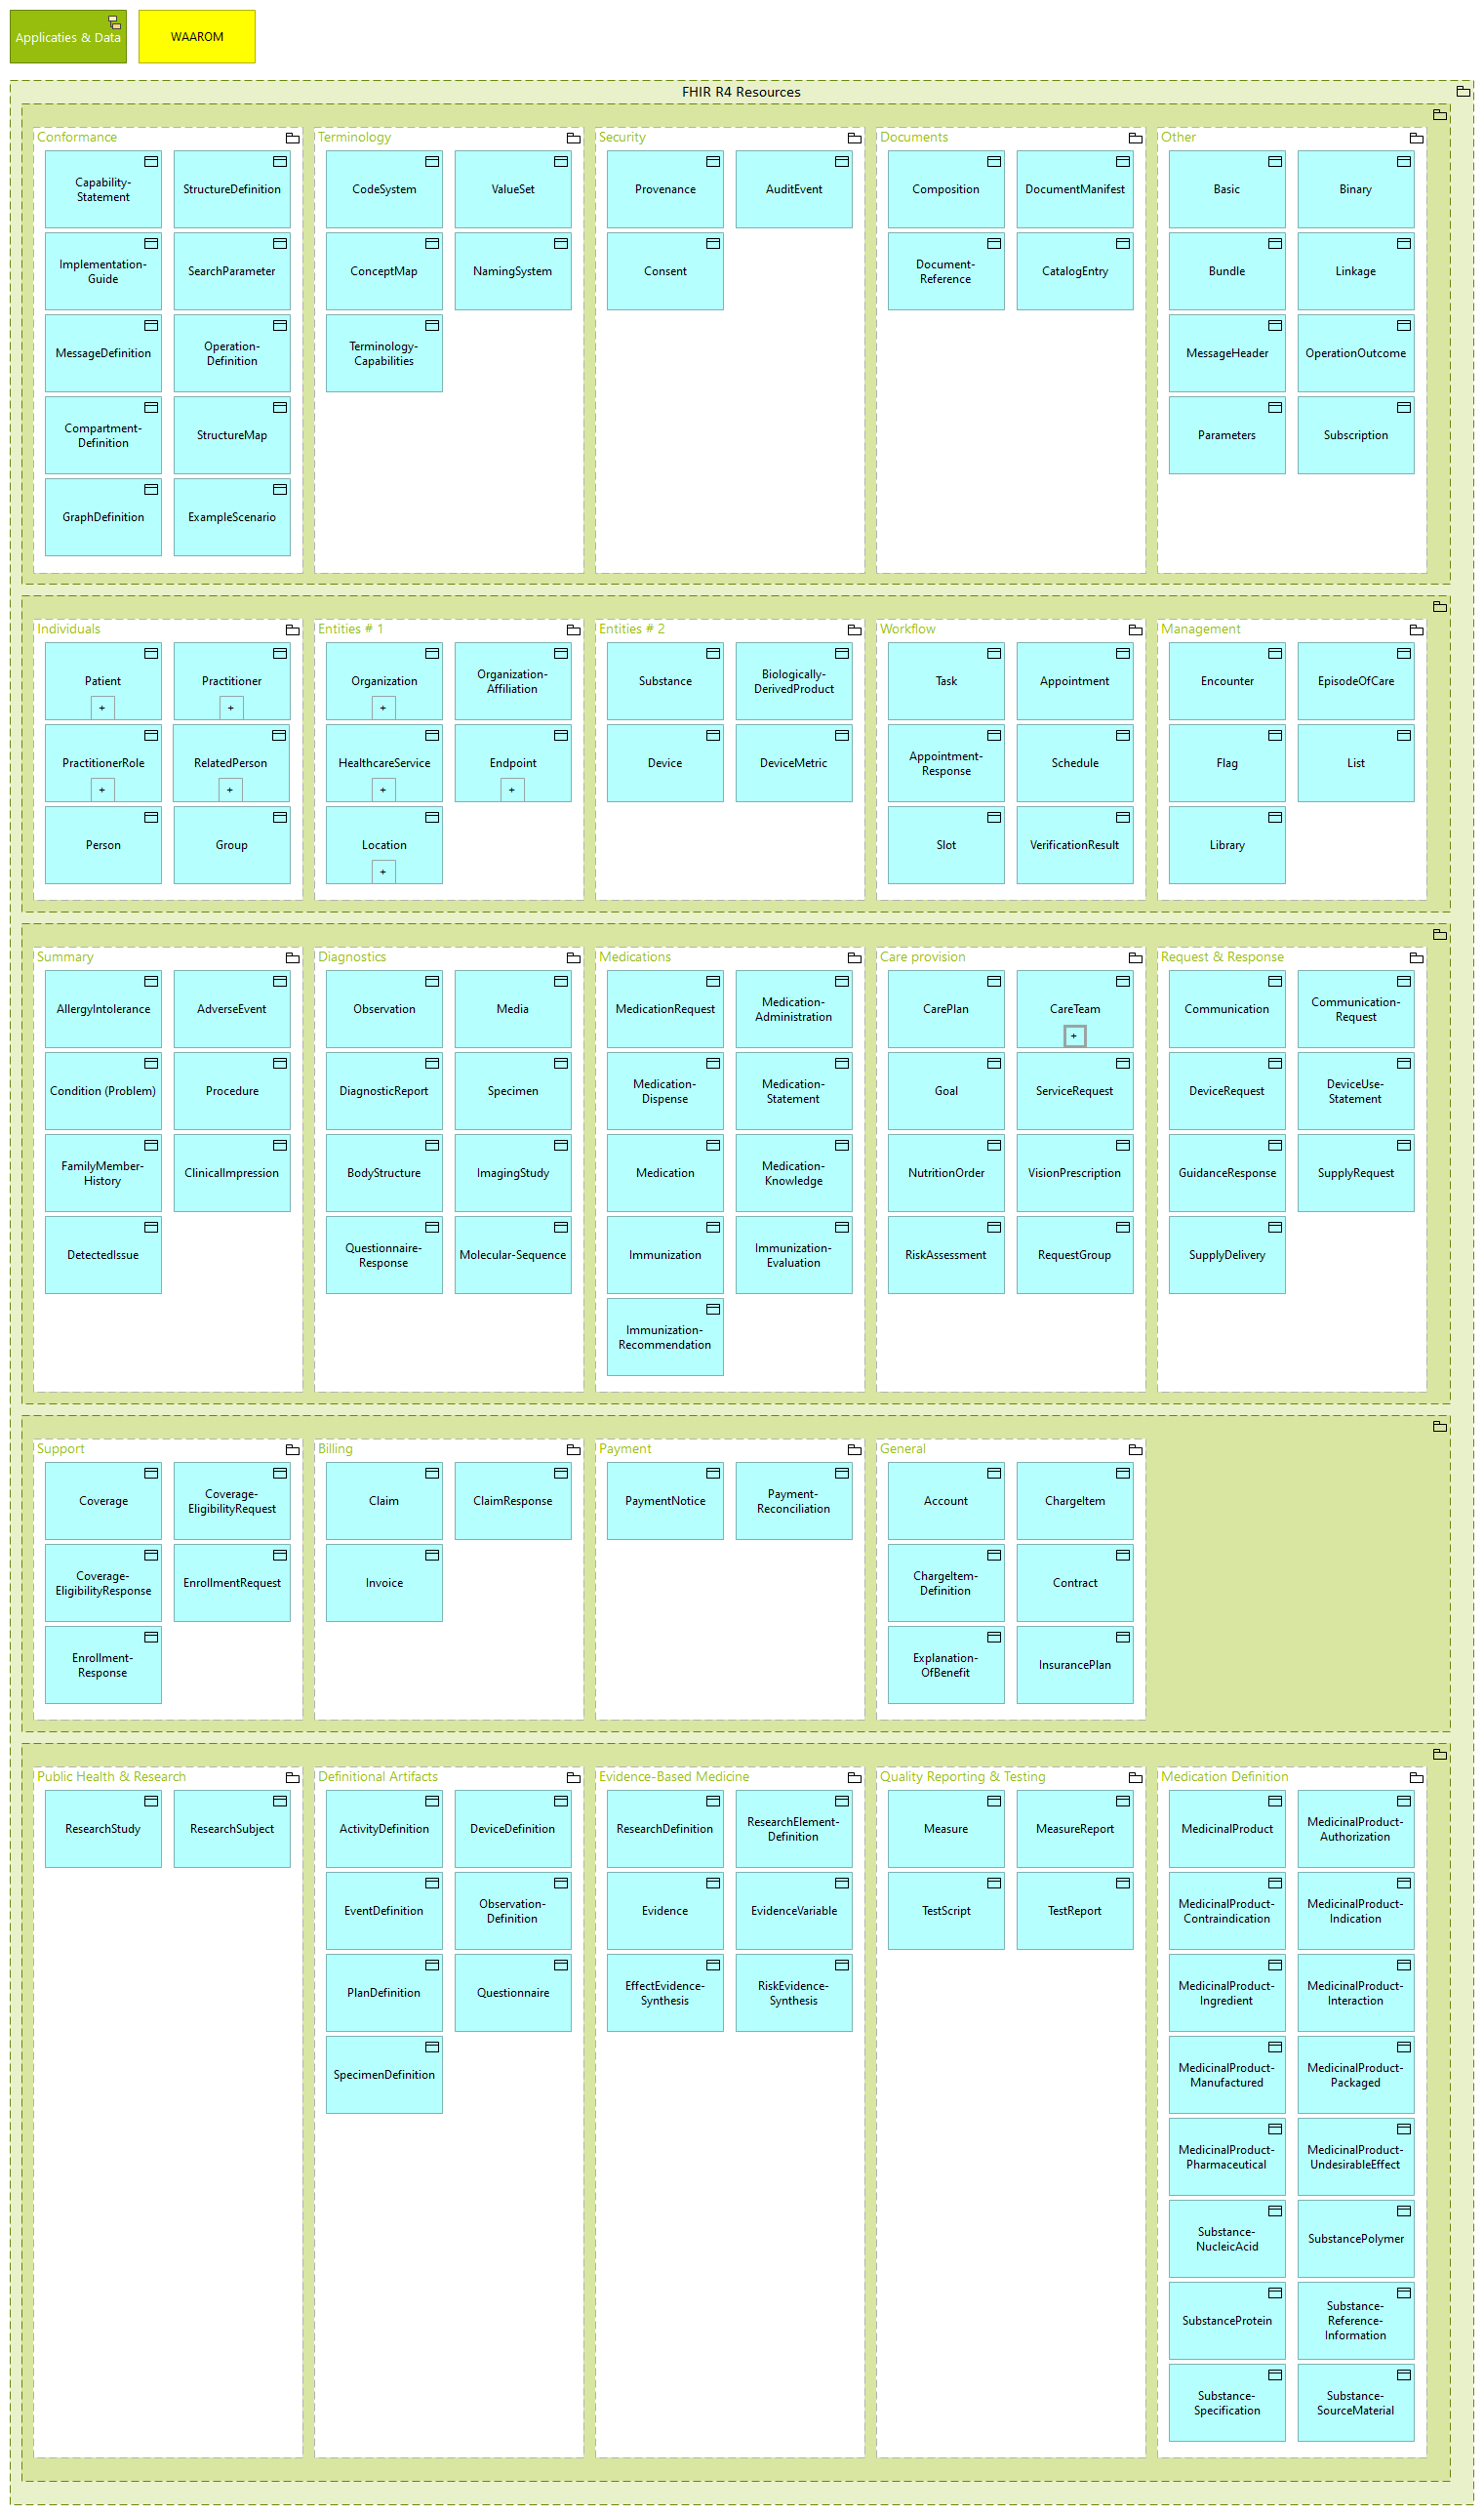 Applicaties & Data
WAAROM
FHIR R4 Resources
Conformance
Capability-
Statement
StructureDefinition
Implementation-
Guide
SearchParameter
MessageDefinition
Operation-
Definition
Compartment-
Definition
StructureMap
GraphDefinition
ExampleScenario
Terminology
CodeSystem
ValueSet
ConceptMap
NamingSystem
Terminology-
Capabilities
Security
Provenance
AuditEvent
Consent
Documents
Composition
DocumentManifest
Document-
Reference
CatalogEntry
Other
Basic
Binary
Bundle
Linkage
MessageHeader
OperationOutcome
Parameters
Subscription
Individuals
Patient
+
Practitioner
+
PractitionerRole
+
RelatedPerson
+
Person
Group
Entities # 1
Organization
+
Organization-
Affiliation
HealthcareService
+
Endpoint
+
Location
+
Entities # 2
Substance
Biologically-
DerivedProduct
Device
DeviceMetric
Workflow
Task
Appointment
Appointment-
Response
Schedule
Slot
VerificationResult
Management
Encounter
EpisodeOfCare
Flag
List
Library
Summary
AllergyIntolerance
AdverseEvent
Condition (Problem)
Procedure
FamilyMember-
History
ClinicalImpression
DetectedIssue
Diagnostics
Observation
Media
DiagnosticReport
Specimen
BodyStructure
ImagingStudy
Questionnaire-
Response
Molecular-Sequence
Medications
MedicationRequest
Medication-
Administration
Medication-
Dispense
Medication-
Statement
Medication
Medication-
Knowledge
Immunization
Immunization-
Evaluation
Immunization-
Recommendation
Care provision
CarePlan
CareTeam
+
Goal
ServiceRequest
NutritionOrder
VisionPrescription
RiskAssessment
RequestGroup
Request & Response
Communication
Communication-
Request
DeviceRequest
DeviceUse-
Statement
GuidanceResponse
SupplyRequest
SupplyDelivery
Support
Coverage
Coverage-
EligibilityRequest
Coverage-
EligibilityResponse
EnrollmentRequest
Enrollment-
Response
Billing
Claim
ClaimResponse
Invoice
Payment
PaymentNotice
Payment-
Reconciliation
General
Account
ChargeItem
ChargeItem-
Definition
Contract
Explanation-
OfBenefit
InsurancePlan
Public Health & Research
ResearchStudy
ResearchSubject
Definitional Artifacts
ActivityDefinition
DeviceDefinition
EventDefinition
Observation-
Definition
PlanDefinition
Questionnaire
SpecimenDefinition
Evidence-Based Medicine
ResearchDefinition
ResearchElement-
Definition
Evidence
EvidenceVariable
EffectEvidence-
Synthesis
RiskEvidence-
Synthesis
Quality Reporting & Testing
Measure
MeasureReport
TestScript
TestReport
Medication Definition
MedicinalProduct
MedicinalProduct-
Authorization
MedicinalProduct-
Contraindication
MedicinalProduct-
Indication
MedicinalProduct-
Ingredient
MedicinalProduct-
Interaction
MedicinalProduct-
Manufactured
MedicinalProduct-
Packaged
MedicinalProduct-
Pharmaceutical
MedicinalProduct-
UndesirableEffect
Substance-
NucleicAcid
SubstancePolymer
SubstanceProtein
Substance-
Reference-
Information
Substance-
Specification
Substance-
SourceMaterial